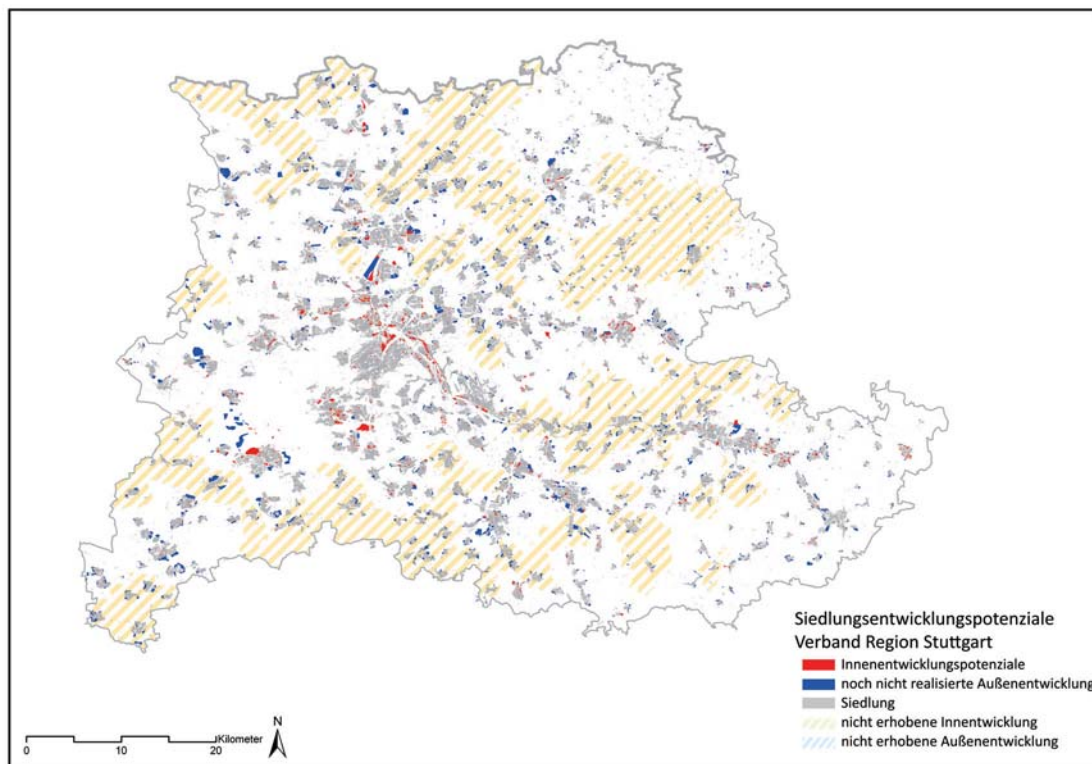 Siedlungsentwicklungspotenziale
Verband Region Stuttgart
Innenentwicklungspotenziale
noch nicht realisierte Außenentwicklung
Siedlung
nicht erhobene Innentwicklung
nicht erhobene Außenentwicklung
N
Kilometer
0 10 20